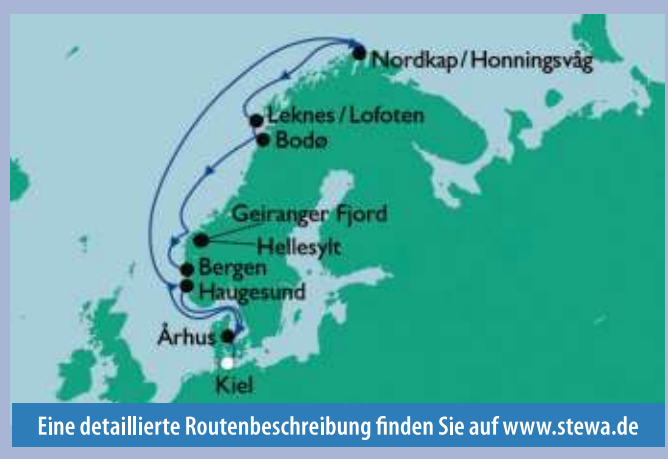 Nordkap/Honningsvåg
Leknes/Lofoten
Bodø
Geiranger Fjord
Hellesylt
Bergen
Haugesund
Århus
Kiel
Eine detaillierte Routenbeschreibung finden Sie auf www.stewa.de